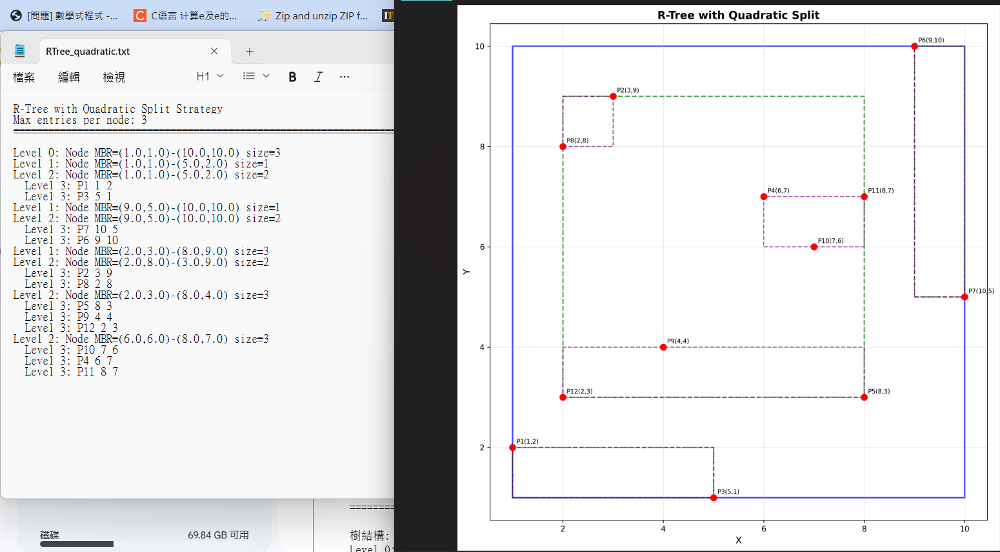 [問題] 數學式程式 -...
C语言 计算e及e的...
Zip and unzip ZIP f...
IT
RTree_quadratic.txt
檔案 編輯 檢視
H1
B I ...
R-Tree with Quadratic Split Strategy
Max entries per node: 3
Level 0: Node MBR=(1.0,1.0)-(10.0,10.0) size=3
Level 1: Node MBR=(1.0,1.0)-(5.0,2.0) size=1
Level 2: Node MBR=(1.0,1.0)-(5.0,2.0) size=2
Level 3: P1 1 2
Level 3: P3 5 1
Level 1: Node MBR=(9.0,5.0)-(10.0,10.0) size=1
Level 2: Node MBR=(9.0,5.0)-(10.0,10.0) size=2
Level 3: P7 10 5
Level 3: P6 9 10
Level 1: Node MBR=(2.0,3.0)-(8.0,9.0) size=3
Level 2: Node MBR=(2.0,8.0)-(3.0,9.0) size=2
Level 3: P2 3 9
Level 3: P8 2 8
Level 2: Node MBR=(2.0,3.0)-(8.0,4.0) size=3
Level 3: P5 8 3
Level 3: P9 4 4
Level 3: P12 2 3
Level 2: Node MBR=(6.0,6.0)-(8.0,7.0) size=3
Level 3: P10 7 6
Level 3: P4 6 7
Level 3: P11 8 7
磁碟 69.84 GB 可用
樹結構:
Level 0:
R-Tree with Quadratic Split
P6(9,10)
P2(3,9)
P8(2,8)
P4(6,7)
P11(8,7)
P10(7,6)
P7(10,5)
P9(4,4)
P12(2,3)
P5(8,3)
P1(1,2)
P3(5,1)
10
8
6
4
2
Y
2 4 6 8 10
X